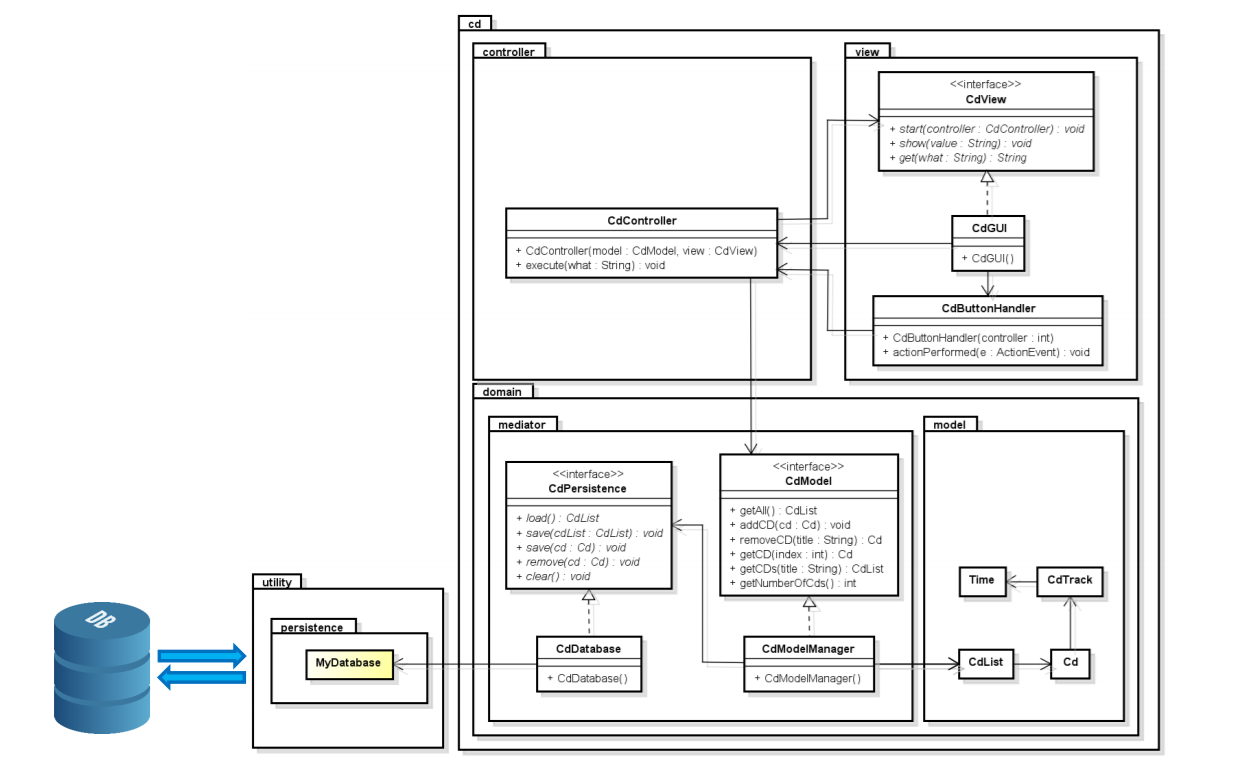 cd
controller
view
<<interface>>
CdView
+ start(controller : CdController) : void
+ show(value : String) : void
+ get(what : String) : String
CdController
+ CdController(model : CdModel, view : CdView)
+ execute(what : String) : void
CdGUI
+ CdGUI()
CdButtonHandler
+ CdButtonHandler(controller : int)
+ actionPerformed(e : ActionEvent) : void
domain
mediator
model
<<interface>>
CdPersistence
+ load() : CdList
+ save(cdList : CdList) : void
+ save(cd : Cd) : void
+ remove(cd : Cd) : void
+ clear() : void
<<interface>>
CdModel
+ getAll() : CdList
+ addCD(cd : Cd) : void
+ removeCD(title : String) : Cd
+ getCD(index : int) : Cd
+ getCDs(title : String) : CdList
+ getNumberOfCds() : int
Time
CdTrack
utility
persistence
MyDatabase
DB
CdDatabase
+ CdDatabase()
CdModelManager
+ CdModelManager()
CdList
Cd